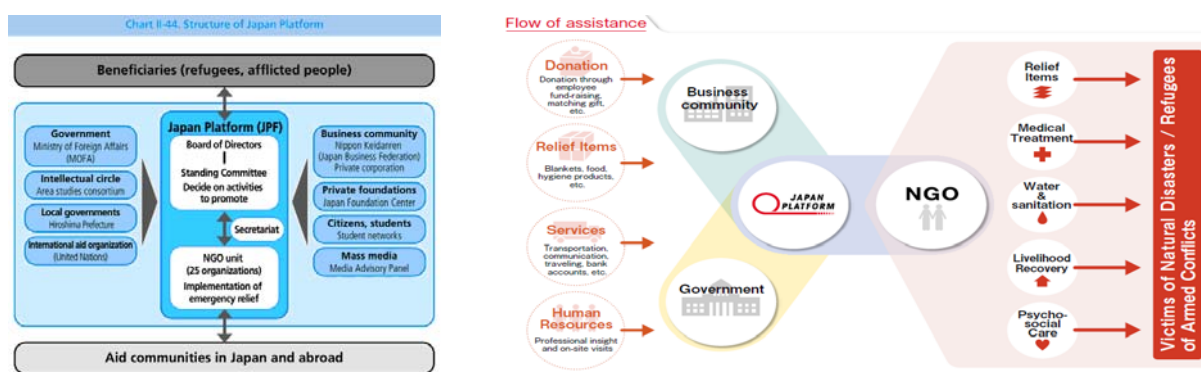 Chart II-44. Structure of Japan Platform
Beneficiaries (refugees, afflicted people)
Government
Ministry of Foreign Affairs
(MOFA)
Intellectual circle
Area studies consortium
Local governments
Hiroshima Prefecture
International aid organization
(United Nations)
Japan Platform (JPF)
Board of Directors
Standing Committee
Decide on activities
to promote
Secretariat
NGO unit
(25 organizations)
Implementation of
emergency relief
Business community
Nippon Keidanren
(Japan Business Federation)
Private corporation
Private foundations
Japan Foundation Center
Citizens, students
Student networks
Mass media
Media Advisory Panel
Aid communities in Japan and abroad
Flow of assistance
Donation
Donation through
employee
fund-raising,
matching gift,
etc.
Relief Items
Blankets, food,
hygiene products,
etc.
Services
Transportation,
communication,
traveling, bank
accounts, etc.
Human
Resources
Professional insight
and on-site visits
Business
community
Government
JAPAN
PLATFORM
NGO
Relief
Items
Medical
Treatment
Water
&
sanitation
Livelihood
Recovery
Psycho-
social
Care
Victims of Natural Disasters / Refugees
of Armed Conflicts